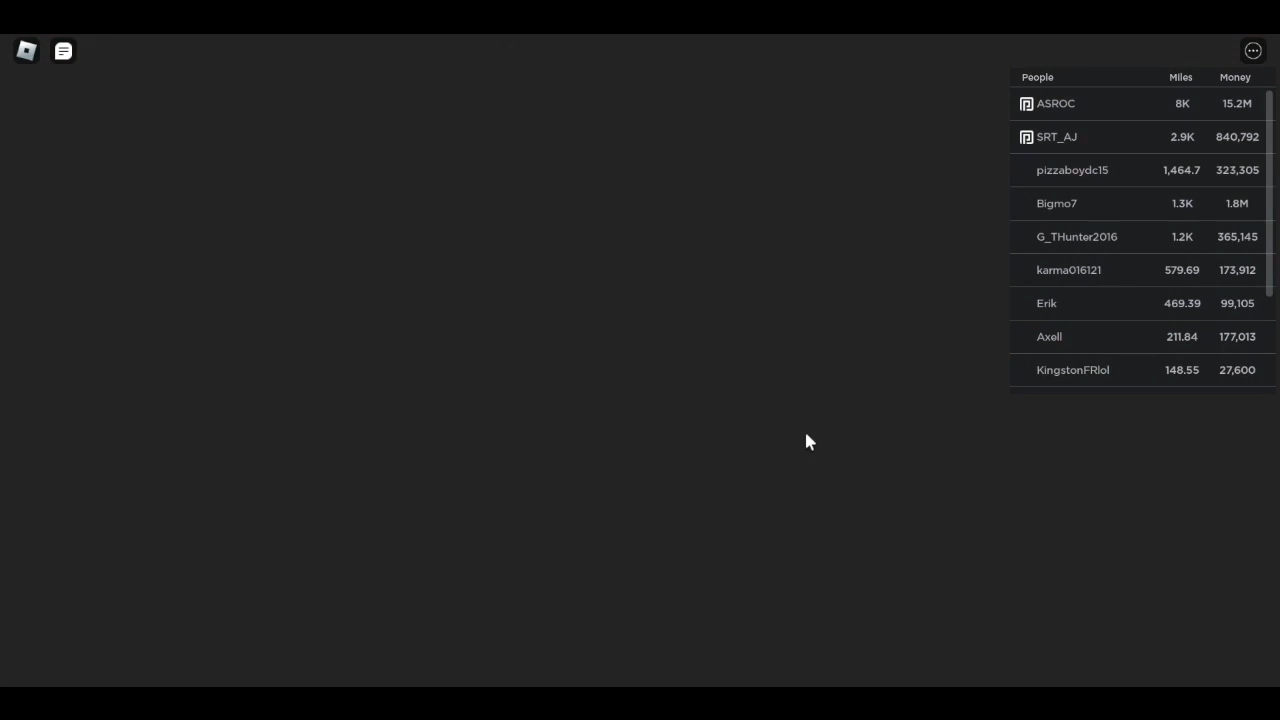 People Miles Money
ASROC 8K 15.2M
SRT_AJ 2.9K 840,792
pizzaboydc15 1,464.7 323,305
Bigmo7 1.3K 1.8M
G_THunter2016 1.2K 365,145
karma016121 579.69 173,912
Erik 469.39 99,105
Axell 211.84 177,013
KingstonFRlol 148.55 27,600